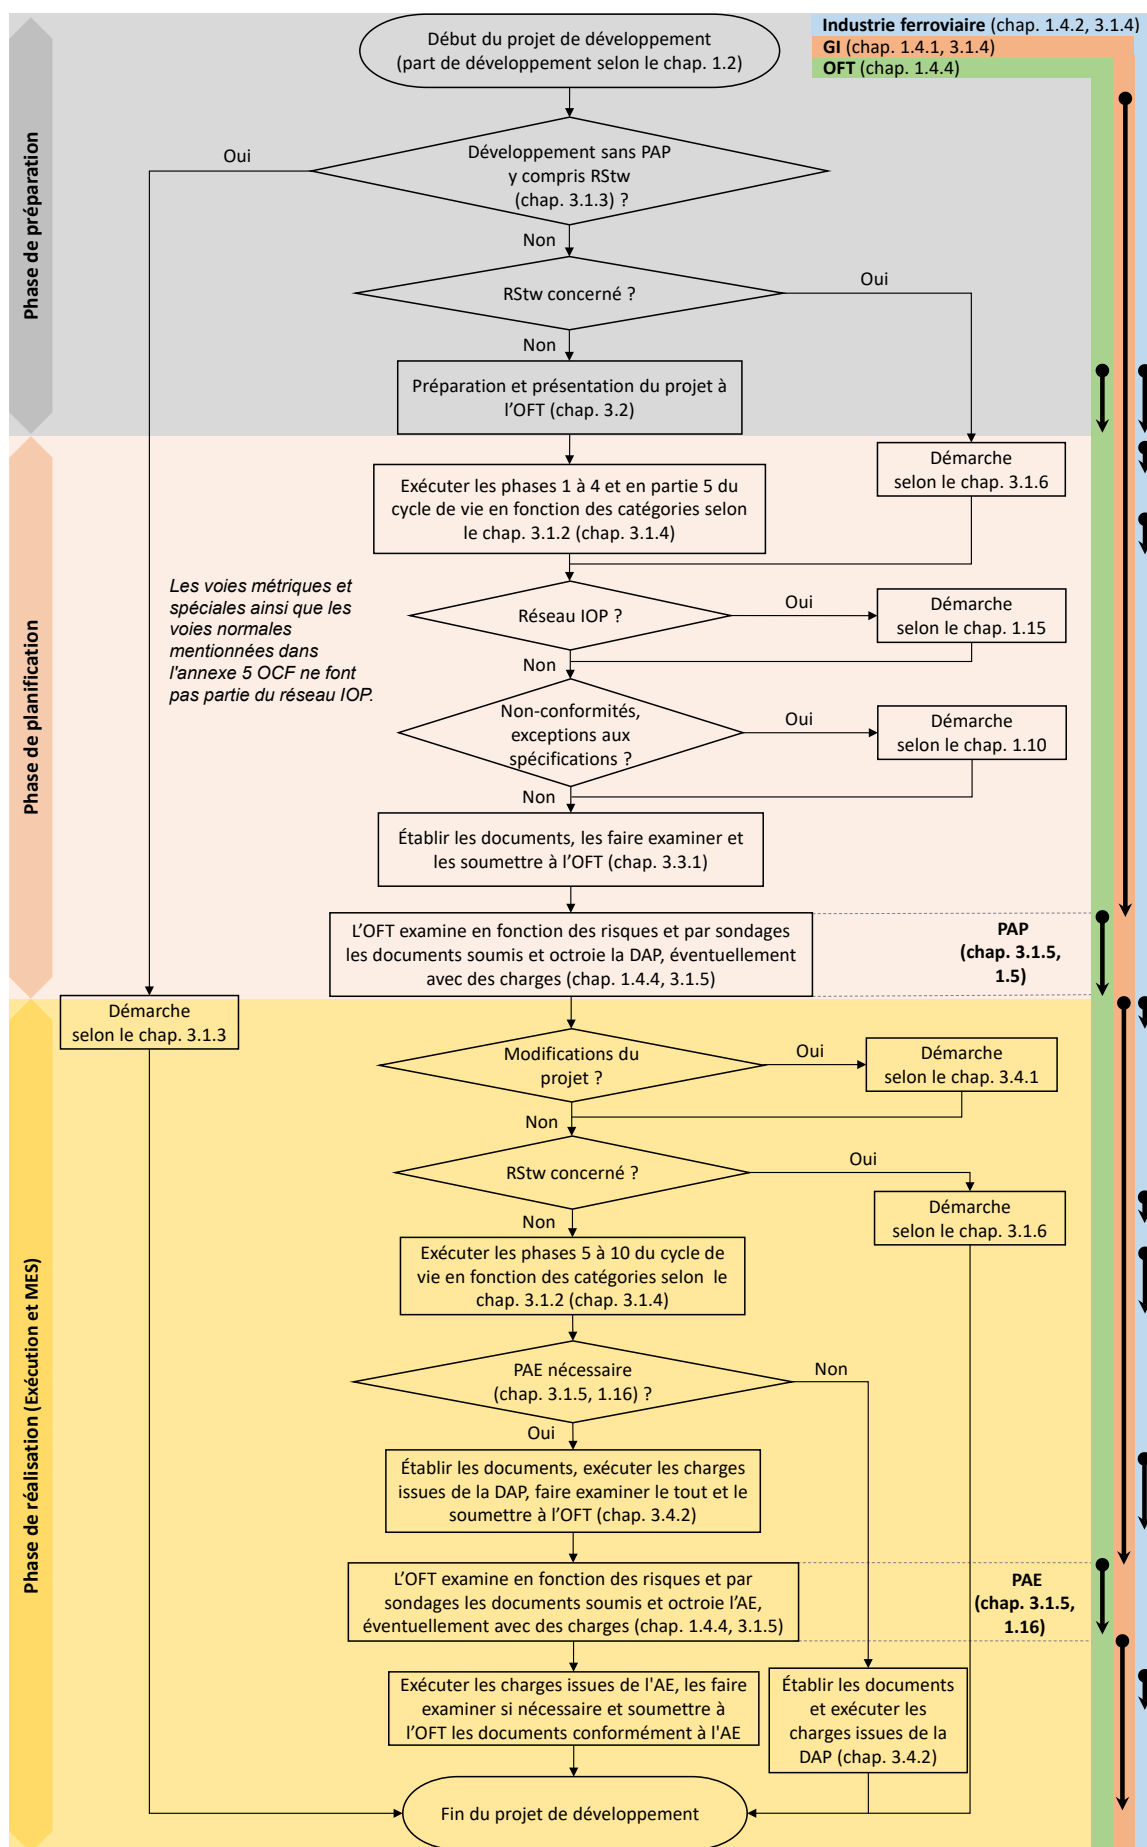 Industrie ferroviaire (chap. 1.4.2, 3.1.4)
GI (chap. 1.4.1, 3.1.4)
OFT (chap. 1.4.4)
Phase de préparation
Début du projet de développement
(part de développement selon le chap. 1.2)
Développement sans PAP
y compris RStw
(chap. 3.1.3) ?
Oui
Non
RStw concerné ?
Oui
Non
Préparation et présentation du projet à
l'OFT (chap. 3.2)
Phase de planification
Exécuter les phases 1 à 4 et en partie 5 du
cycle de vie en fonction des catégories selon
le chap. 3.1.2 (chap. 3.1.4)
Démarche
selon le chap. 3.1.6
Les voies métriques et
spéciales ainsi que les
voies normales
mentionnées dans
l'annexe 5 OCF ne font
pas partie du réseau IOP.
Réseau IOP ?
Oui
Démarche
selon le chap. 1.15
Non
Non-conformités,
exceptions aux
spécifications ?
Oui
Démarche
selon le chap. 1.10
Non
Établir les documents, les faire examiner et
les soumettre à l'OFT (chap. 3.3.1)
L'OFT examine en fonction des risques et par sondages
les documents soumis et octroie la DAP, éventuellement
avec des charges (chap. 1.4.4, 3.1.5)
PAP
(chap. 3.1.5,
1.5)
Phase de réalisation (Exécution et MES)
Démarche
selon le chap. 3.1.3
Modifications du
projet ?
Oui
Démarche
selon le chap. 3.4.1
Non
RStw concerné ?
Oui
Démarche
selon le chap. 3.1.6
Non
Exécuter les phases 5 à 10 du cycle de
vie en fonction des catégories selon le
chap. 3.1.2 (chap. 3.1.4)
PAE nécessaire
(chap. 3.1.5, 1.16) ?
Non
Oui
Établir les documents, exécuter les charges
issues de la DAP, faire examiner le tout et le
soumettre à l'OFT (chap. 3.4.2)
L'OFT examine en fonction des risques et par
sondages les documents soumis et octroie l'AE,
éventuellement avec des charges (chap. 1.4.4, 3.1.5)
PAE
(chap. 3.1.5,
1.16)
Exécuter les charges issues de l'AE, les faire
examiner si nécessaire et soumettre à
l'OFT les documents conformément à l'AE
Établir les documents
et exécuter les
charges issues de la
DAP (chap. 3.4.2)
Fin du projet de développement